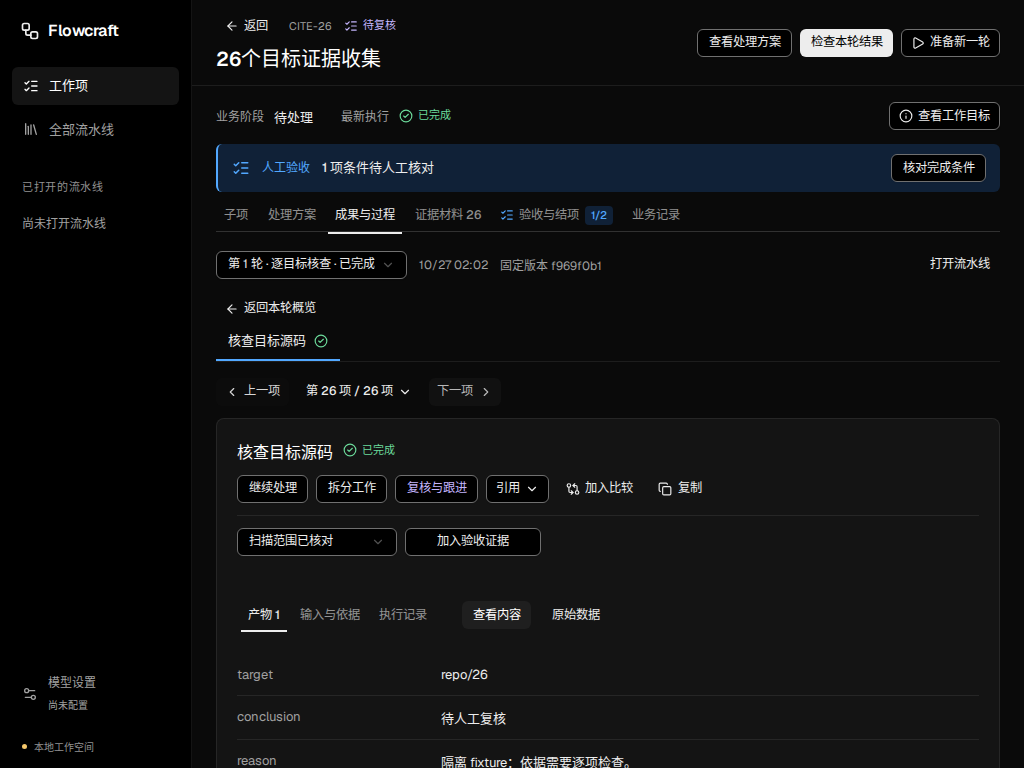 Flowcraft
工作项
全部流水线
已打开的流水线
尚未打开流水线
模型设置
尚未配置
本地工作空间
返回 CITE-26 待复核
26个目标证据收集
查看处理方案 检查本轮结果 准备新一轮
业务阶段 待处理 最新执行 已完成 查看工作目标
人工验收 1 项条件待人工核对 核对完成条件
子项 处理方案 成果与过程 证据材料 26 验收与结项 1/2 业务记录
第 1 轮 · 逐目标核查 · 已完成 10/27 02:02 固定版本 f969f0b1 打开流水线
返回本轮概览
核查目标源码
上一项 第 26 项 / 26 项 下一项
核查目标源码 已完成
继续处理 拆分工作 复核与跟进 引用 加入比较 复制
扫描范围已核对 加入验收证据
产物 1 输入与依据 执行记录 查看内容 原始数据
target repo/26
conclusion 待人工复核
reason 隔离 fixture；依据需要逐项检查。